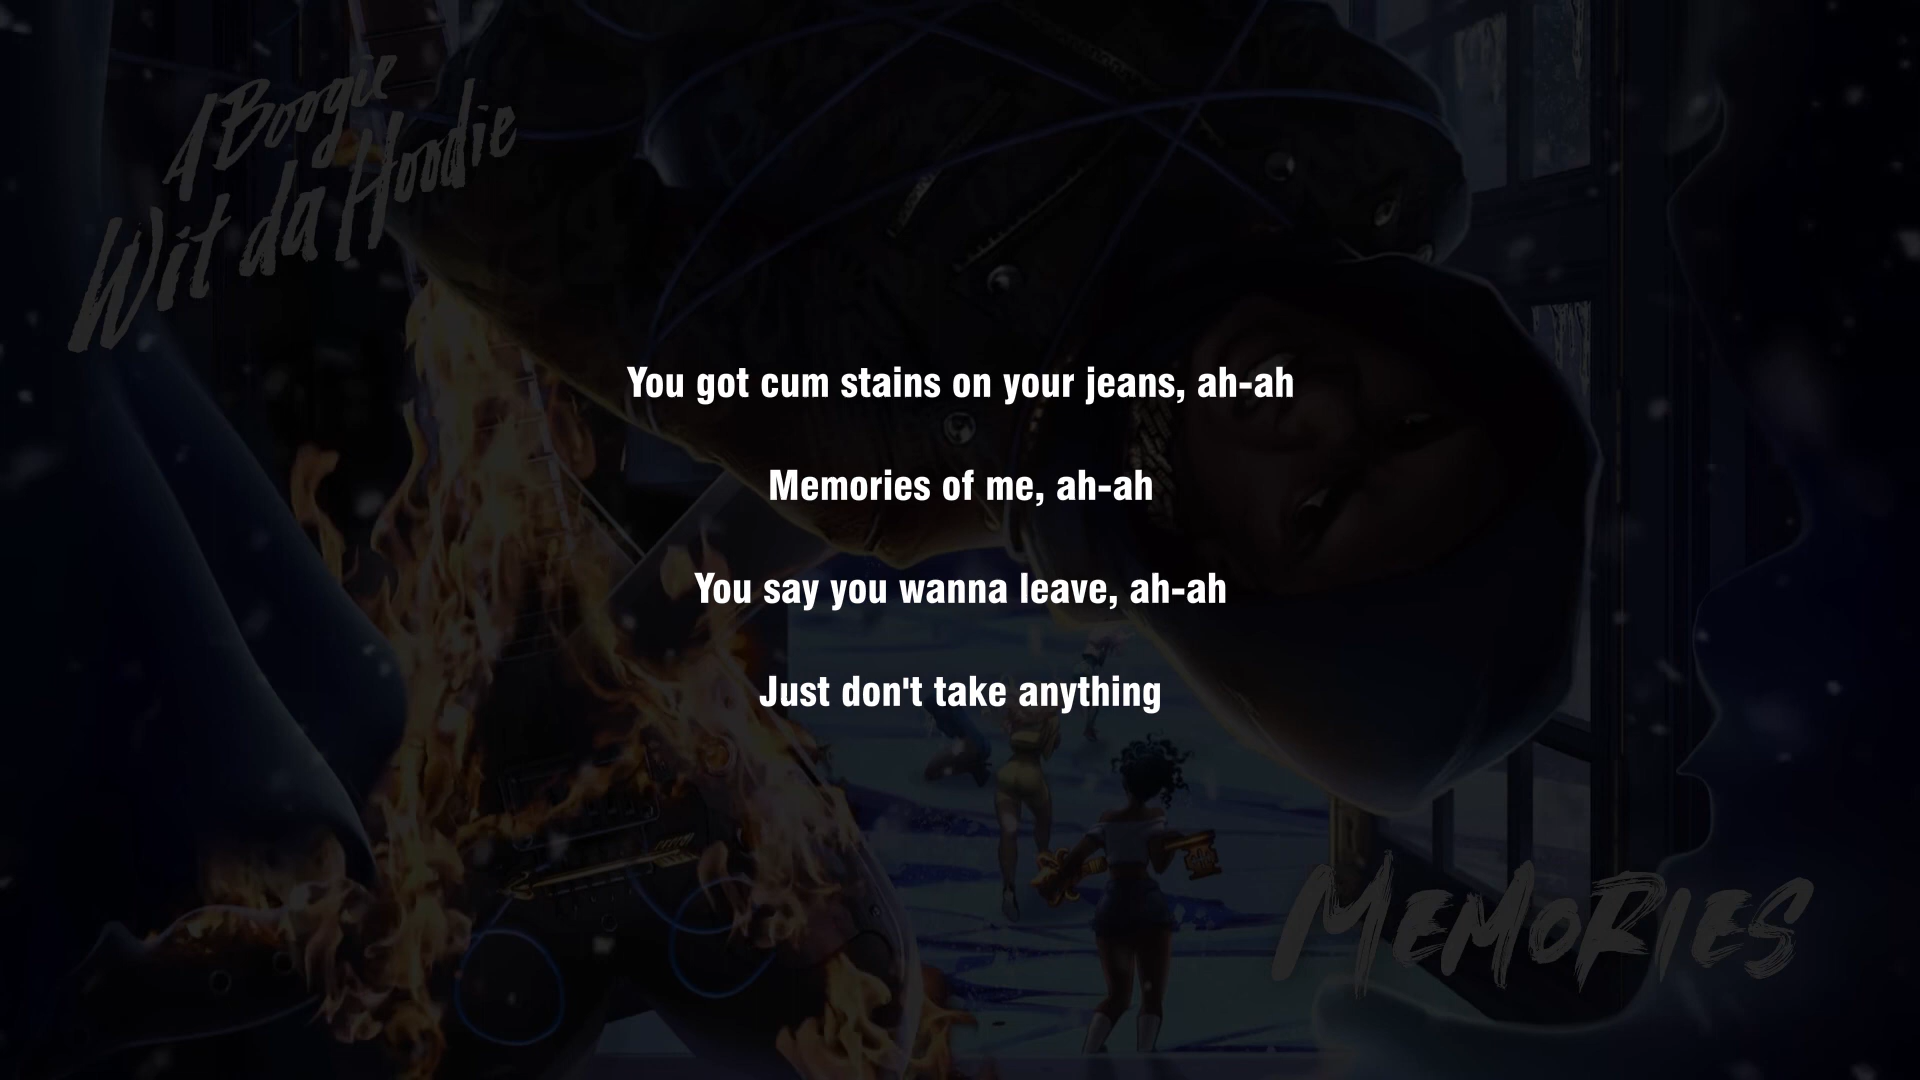 A Boogie
Wit da Hoodie
You got cum stains on your jeans, ah-ah
Memories of me, ah-ah
You say you wanna leave, ah-ah
Just don't take anything
MEMORIES